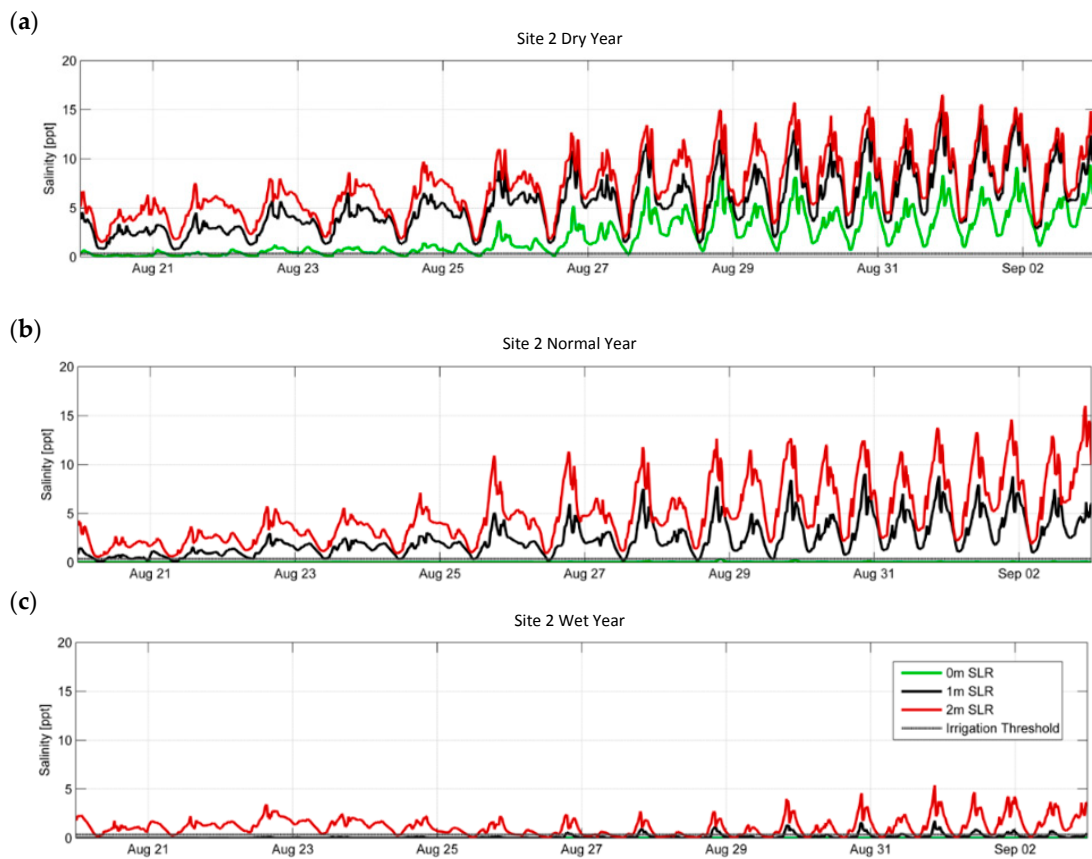 (a)
Site 2 Dry Year
20
15
10
5
0
Salinity [ppt]
Aug 21 Aug 23 Aug 25 Aug 27 Aug 29 Aug 31 Sep 02
(b)
Site 2 Normal Year
20
15
10
5
0
Salinity [ppt]
Aug 21 Aug 23 Aug 25 Aug 27 Aug 29 Aug 31 Sep 02
(c)
Site 2 Wet Year
20
15
10
5
0
Salinity [ppt]
0m SLR
1m SLR
2m SLR
Irrigation Threshold
Aug 21 Aug 23 Aug 25 Aug 27 Aug 29 Aug 31 Sep 02